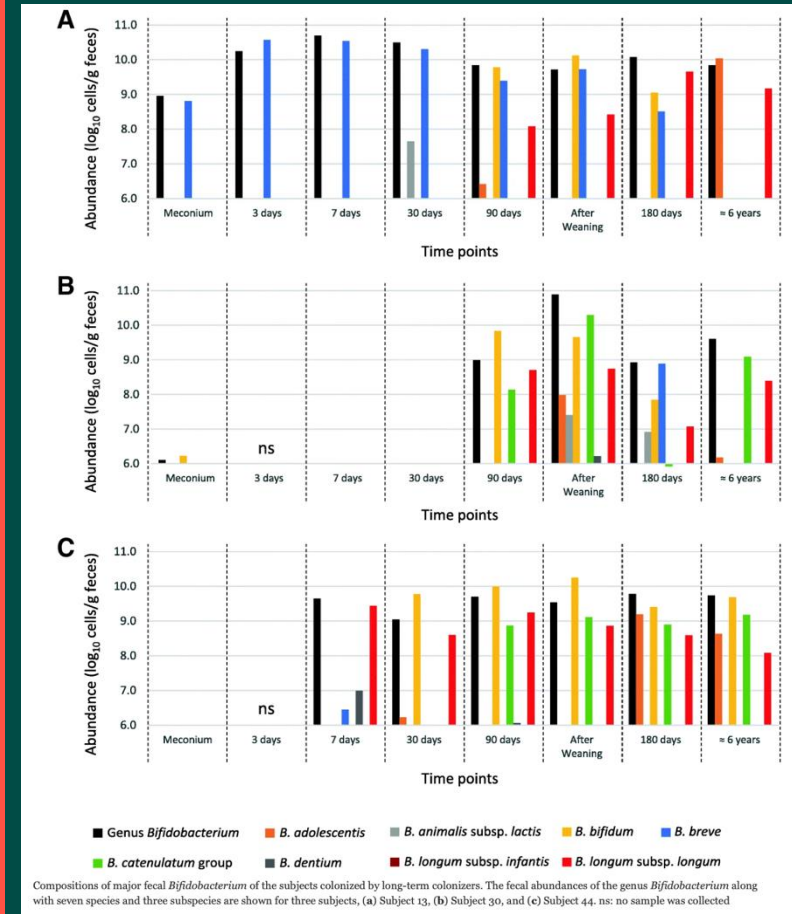 A
Abundance (log10 cells/g feces)
11.0
10.0
9.0
8.0
7.0
6.0
Meconium 3 days 7 days 30 days 90 days After Weaning 180 days ≈ 6 years
Time points
B
Abundance (log10 cells/g feces)
11.0
10.0
9.0
8.0
7.0
6.0
ns
Meconium 3 days 7 days 30 days 90 days After Weaning 180 days ≈ 6 years
Time points
C
Abundance (log10 cells/g feces)
11.0
10.0
9.0
8.0
7.0
6.0
ns
Meconium 3 days 7 days 30 days 90 days After Weaning 180 days ≈ 6 years
Time points
Genus Bifidobacterium B. adolescentis B. animalis subsp. lactis B. bifidum B. breve
B. catenulatum group B. dentium B. longum subsp. infantis B. longum subsp. longum
Compositions of major fecal Bifidobacterium of the subjects colonized by long-term colonizers. The fecal abundances of the genus Bifidobacterium along
with seven species and three subspecies are shown for three subjects, (a) Subject 13, (b) Subject 30, and (c) Subject 44. ns: no sample was collected